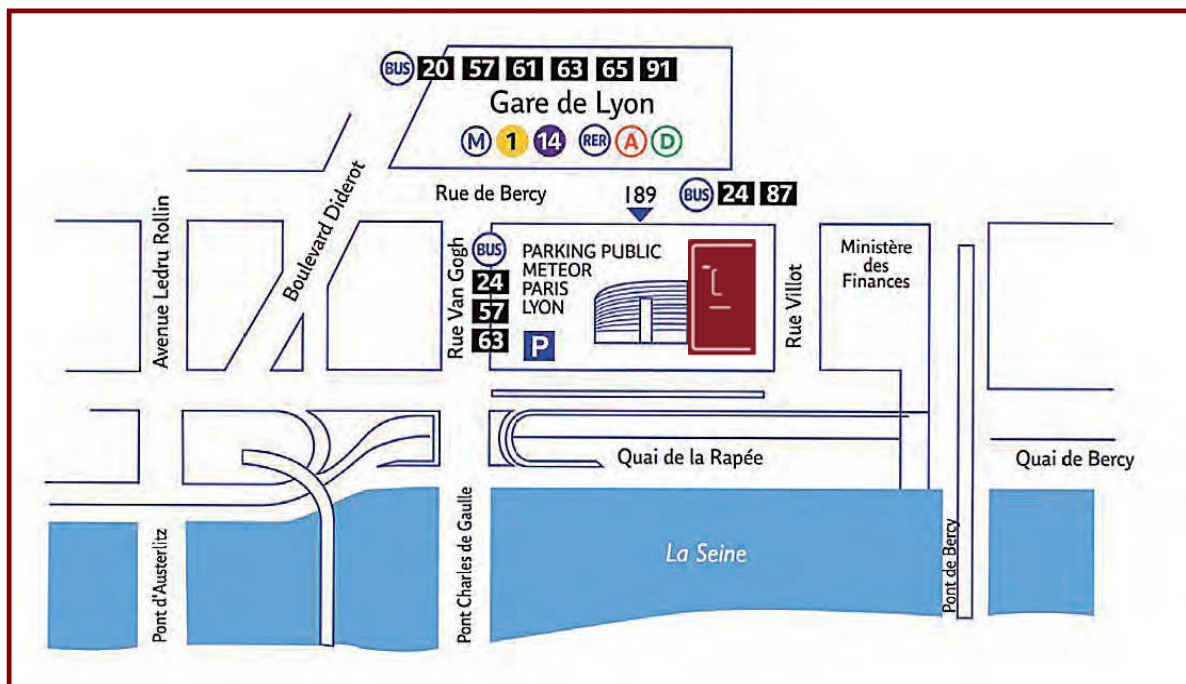 BUS 20 57 61 63 65 91
Gare de Lyon
M 1 14 RER A D
Rue de Bercy
189
BUS 24 87
Avenue Ledru Rollin
Boulevard Diderot
Rue Van Gogh
BUS
24
57
63
PARKING PUBLIC
METEOR
PARIS
LYON
P
Rue Villot
Ministère
des
Finances
Quai de la Rapée
Quai de Bercy
Pont d'Austerlitz
Pont Charles de Gaulle
La Seine
Pont de Bercy